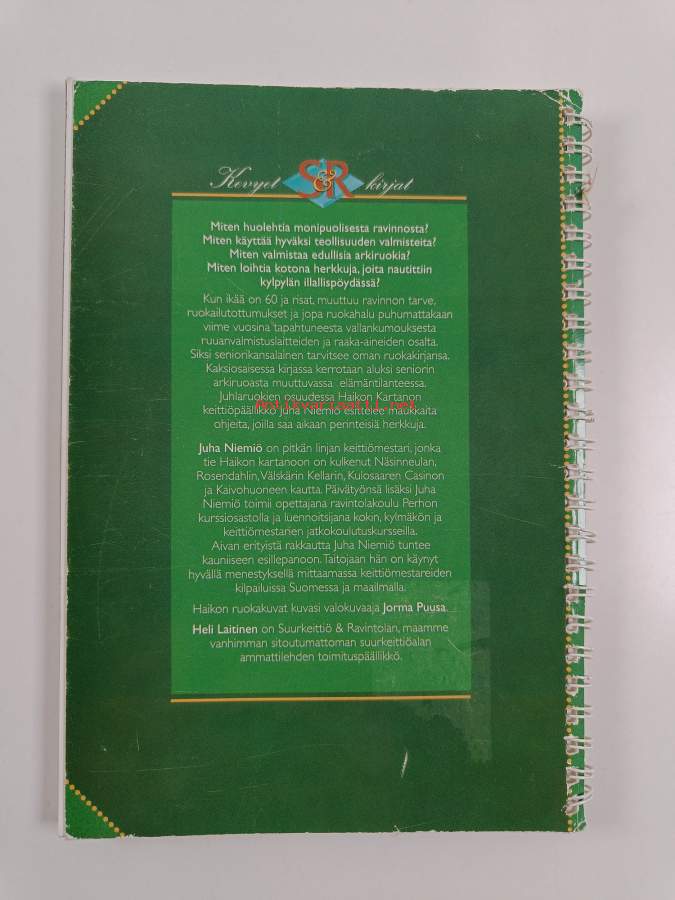 Kevyet S&R kirjat
Miten huolehtia monipuolisesta ravinnosta?
Miten käyttää hyväksi teollisuuden valmisteita?
Miten valmistaa edullisia arkiruokia?
Miten loihtia kotona herkkuja, joita nautittiin
kylpylän illallispöydässä?
Kun ikää on 60 ja risat, muuttuu ravinnon tarve,
ruokailutottumukset ja jopa ruokahalu puhumattakaan
viime vuosina tapahtuneesta vallankumouksesta
ruuanvalmistuslaitteiden ja raaka-aineiden osalta.
Siksi seniorikansalainen tarvitsee oman ruokakirjansa.
Kaksiosaisessa kirjassa kerrotaan aluksi seniorin
arkiruoasta muuttuvassa elämäntilanteessa.
Juhlaruokien osuudessa Haikon Kartanon
Antikvariaatti.net
keittiöpäällikkö Juha Niemiö esittelee maukkaita
ohjeita, joilla saa aikaan perinteisiä herkkuja.
Juha Niemiö on pitkän linjan keittiömestari, jonka
tie Haikon kartanoon on kulkenut Näsinneulan,
Rosendahlin, Välskärin Kellarin, Kulosaaren Casinon
ja Kaivohuoneen kautta. Päivätyönsä lisäksi Juha
Niemiö toimii opettajana ravintolakoulu Perhon
kurssiosastolla ja luennoitsijana kokin, kylmäkön ja
keittiömestarien jatkokoulutuskursseilla.
Aivan erityistä rakkautta Juha Niemiö tuntee
kauniiseen esillepanoon. Taitojaan hän on käynyt
hyvällä menestyksellä mittaamassa keittiömestareiden
kilpailuissa Suomessa ja maailmalla.
Haikon ruokakuvat kuvasi valokuvaaja Jorma Puusa.
Heli Laitinen on Suurkeittiö & Ravintolan, maamme
vanhimman sitoutumattoman suurkeittiöalan
ammattilehden toimituspäällikkö.